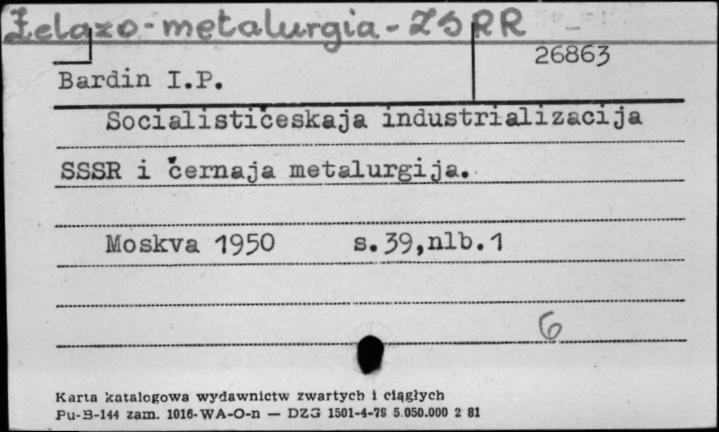 Żelazo-metalurgia-ZSRR
26863
Bardin I.P.
Socialističeskaja industrializacija
SSSR i černaja metalurgija.
Moskva 1950 s.39,nlb.1
6
Karta katalogowa wydawnictw zwartych i ciągłych
Pu-B-144 zam. 1016-WA-O-n — DZG 1501-4-78 5.050.000 2 81